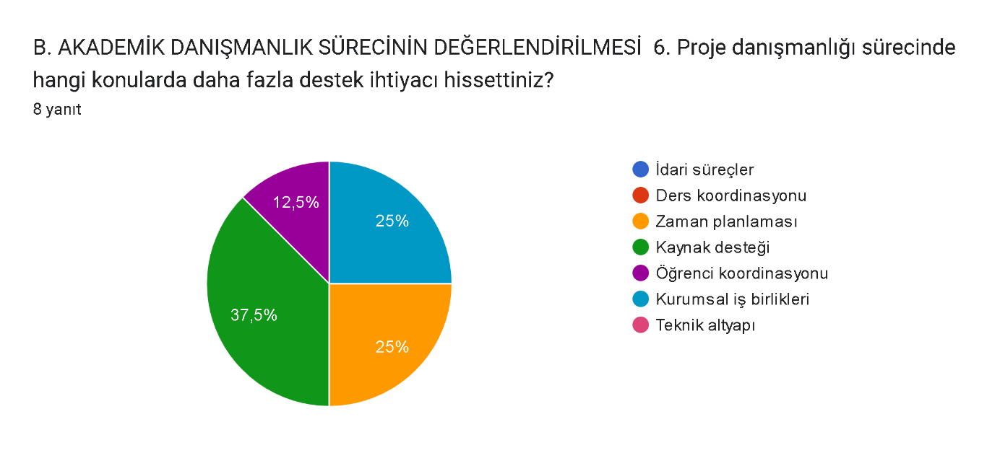 B. AKADEMİK DANIŞMANLIK SÜRECİNİN DEĞERLENDİRİLMESİ  6. Proje danışmanlığı sürecinde
hangi konularda daha fazla destek ihtiyacı hissettiniz?
8 yanıt
12,5%
25%
37,5%
25%
İdari süreçler
Ders koordinasyonu
Zaman planlaması
Kaynak desteği
Öğrenci koordinasyonu
Kurumsal iş birlikleri
Teknik altyapı